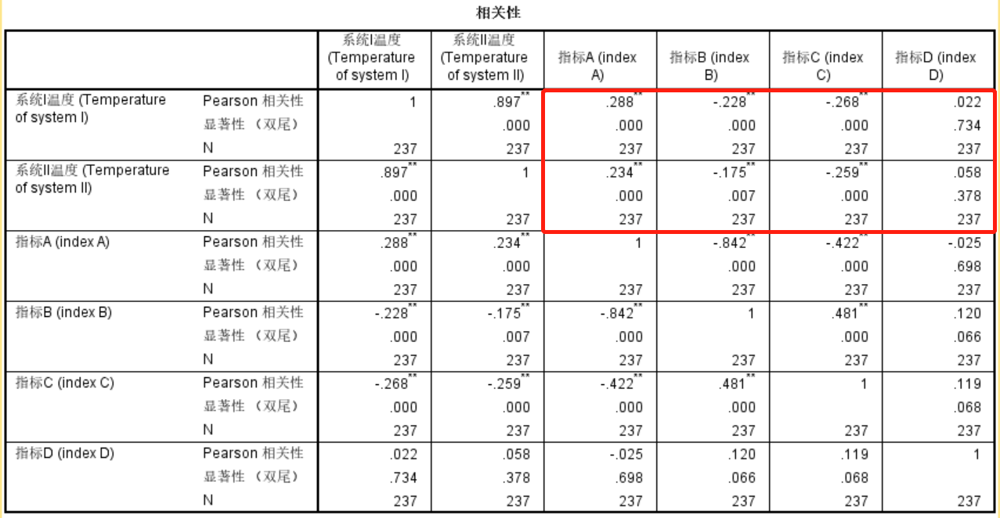 相关性
系统I温度 (Temperature of system I) 系统II温度 (Temperature of system II) 指标A (index A) 指标B (index B) 指标C (index C) 指标D (index D)
系统I温度 (Temperature of system I) Pearson 相关性 1 .897** .288** -.228** -.268** .022
显著性 （双尾） .000 .000 .000 .000 .734
N 237 237 237 237 237 237
系统II温度 (Temperature of system II) Pearson 相关性 .897** 1 .234** -.175** -.259** .058
显著性 （双尾） .000 .000 .007 .000 .378
N 237 237 237 237 237 237
指标A (index A) Pearson 相关性 .288** .234** 1 -.842** -.422** -.025
显著性 （双尾） .000 .000 .000 .000 .698
N 237 237 237 237 237 237
指标B (index B) Pearson 相关性 -.228** -.175** -.842** 1 .481** .120
显著性 （双尾） .000 .007 .000 .000 .066
N 237 237 237 237 237 237
指标C (index C) Pearson 相关性 -.268** -.259** -.422** .481** 1 .119
显著性 （双尾） .000 .000 .000 .000 .068
N 237 237 237 237 237 237
指标D (index D) Pearson 相关性 .022 .058 -.025 .120 .119 1
显著性 （双尾） .734 .378 .698 .066 .068
N 237 237 237 237 237 237